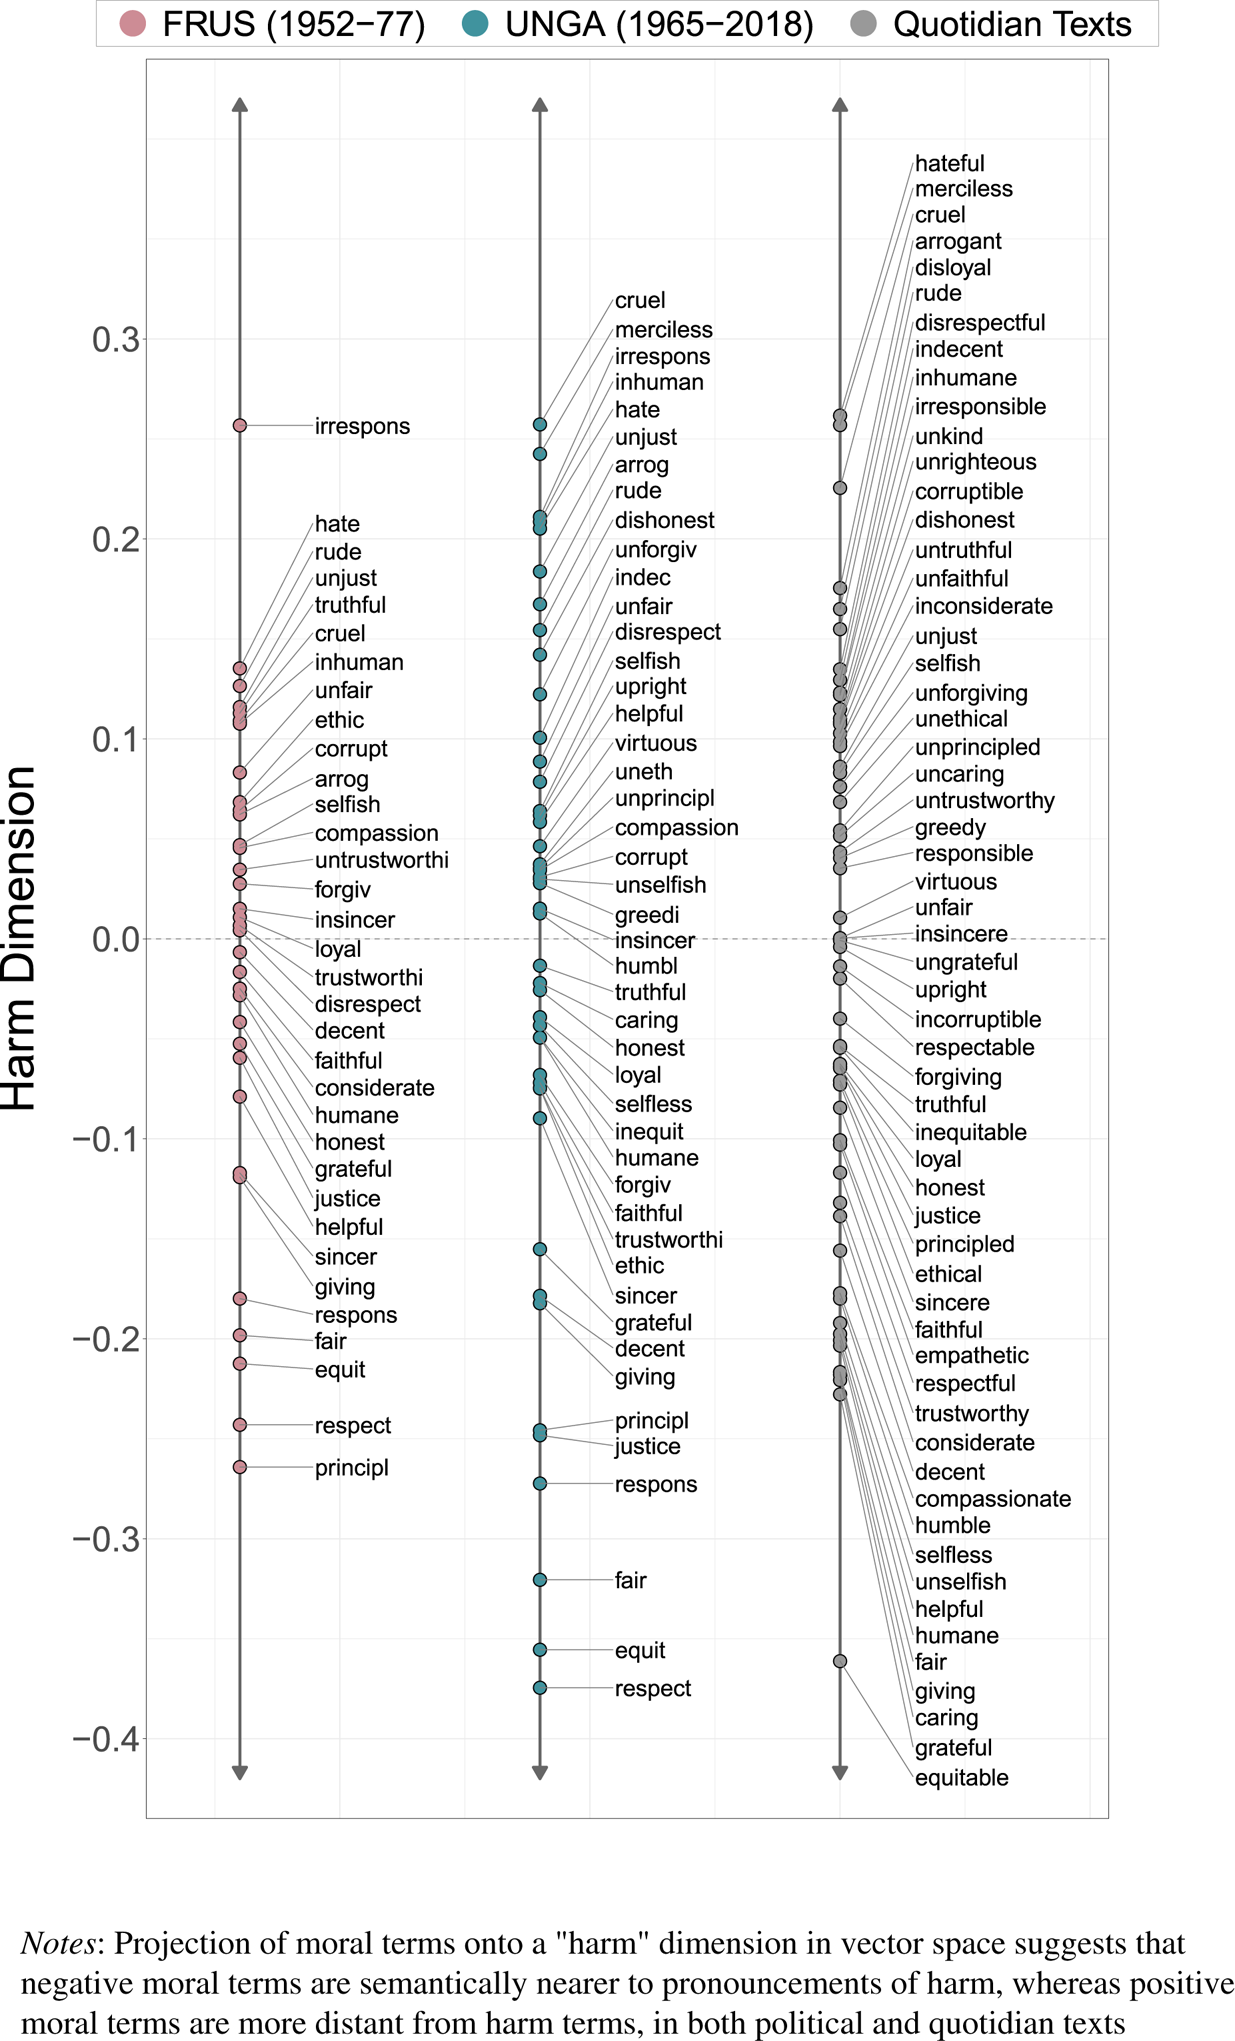 FRUS (1952−77) UNGA (1965−2018) Quotidian Texts
Harm Dimension
0.3
0.2
0.1
0.0
−0.1
−0.2
−0.3
−0.4
irrespons
hate
rude
unjust
truthful
cruel
inhuman
unfair
ethic
corrupt
arrog
selfish
compassion
untrustworthi
forgiv
insincer
loyal
trustworthi
disrespect
decent
faithful
considerate
humane
honest
grateful
justice
helpful
sincer
giving
respons
fair
equit
respect
principl
cruel
merciless
irrespons
inhuman
hate
unjust
arrog
rude
dishonest
unforgiv
indec
unfair
disrespect
selfish
upright
helpful
virtuous
uneth
unprincipl
compassion
corrupt
unselfish
greedi
insincer
humbl
truthful
caring
honest
loyal
selfless
inequit
humane
forgiv
faithful
trustworthi
ethic
sincer
grateful
decent
giving
principl
justice
respons
fair
equit
respect
hateful
merciless
cruel
arrogant
disloyal
rude
disrespectful
indecent
inhumane
irresponsible
unkind
unrighteous
corruptible
dishonest
untruthful
unfaithful
inconsiderate
unjust
selfish
unforgiving
unethical
unprincipled
uncaring
untrustworthy
greedy
responsible
virtuous
unfair
insincere
ungrateful
upright
incorruptible
respectable
forgiving
truthful
inequitable
loyal
honest
justice
principled
ethical
sincere
faithful
empathetic
respectful
trustworthy
considerate
decent
compassionate
humble
selfless
unselfish
helpful
humane
fair
giving
caring
grateful
equitable
Notes: Projection of moral terms onto a "harm" dimension in vector space suggests that
negative moral terms are semantically nearer to pronouncements of harm, whereas positive
moral terms are more distant from harm terms, in both political and quotidian texts